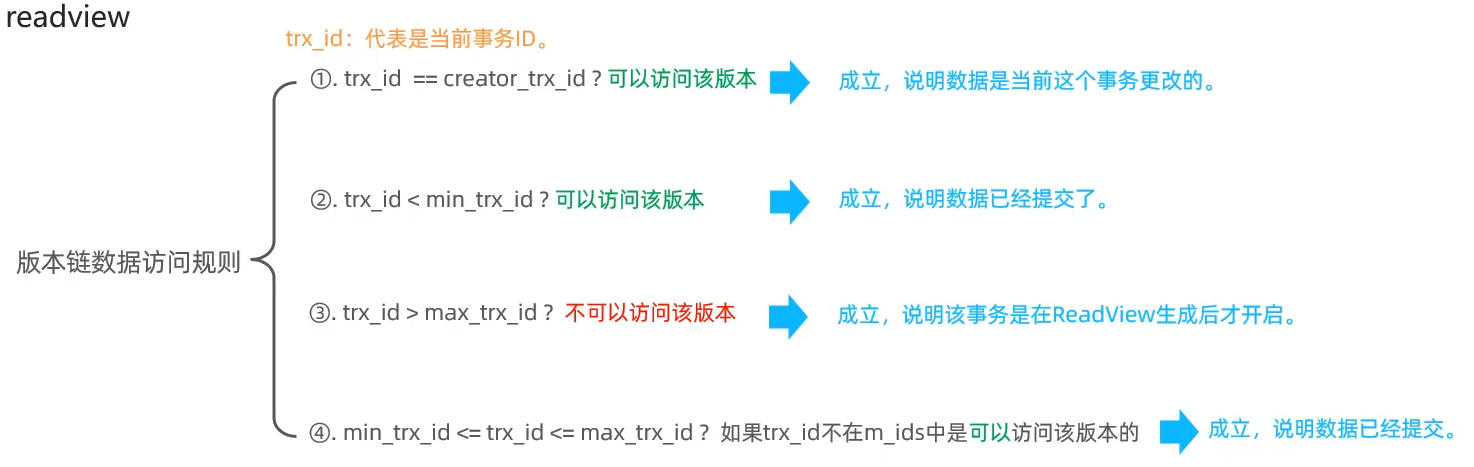 readview
trx_id：代表是当前事务ID。
①. trx_id == creator_trx_id ? 可以访问该版本 成立，说明数据是当前这个事务更改的。
②. trx_id < min_trx_id ? 可以访问该版本 成立，说明数据已经提交了。
版本链数据访问规则
③. trx_id > max_trx_id ? 不可以访问该版本 成立，说明该事务是在ReadView生成后才开启。
④. min_trx_id <= trx_id <= max_trx_id ? 如果trx_id不在m_ids中是可以访问该版本的 成立，说明数据已经提交。